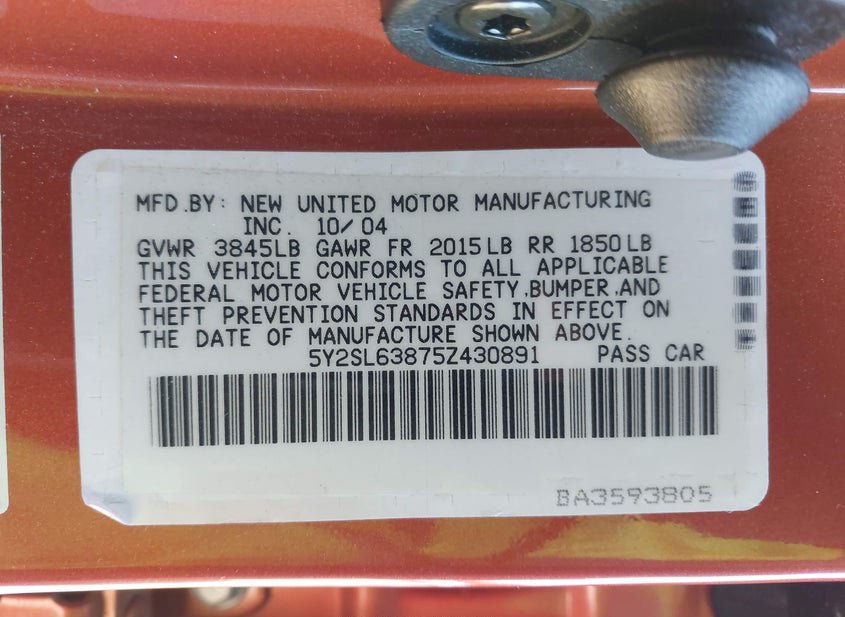 MFD.BY: NEW UNITED MOTOR MANUFACTURING
INC. 10/04
GVWR 3845LB GAWR FR 2015LB RR 1850LB
THIS VEHICLE CONFORMS TO ALL APPLICABLE
FEDERAL MOTOR VEHICLE SAFETY,BUMPER,AND
THEFT PREVENTION STANDARDS IN EFFECT ON
THE DATE OF MANUFACTURE SHOWN ABOVE.
5Y2SL63875Z430891 PASS CAR
BA3593805